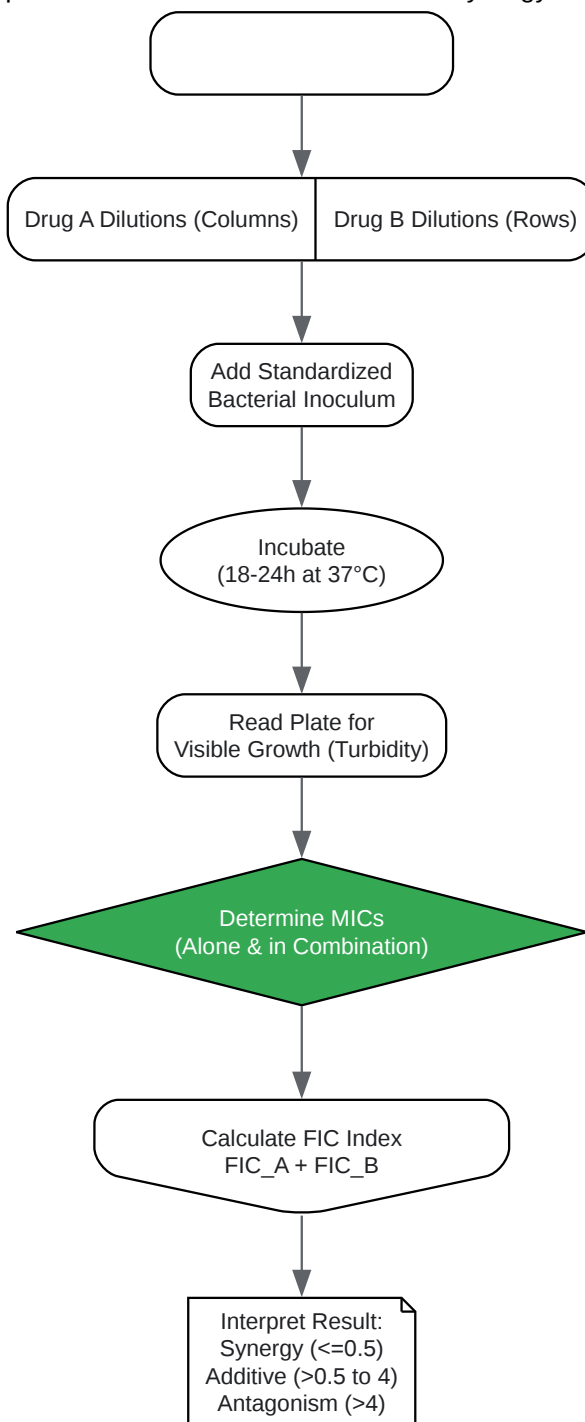 Drug A Dilutions (Columns) Drug B Dilutions (Rows)
Add Standardized
Bacterial Inoculum
Incubate
(18-24h at 37°C)
Read Plate for
Visible Growth (Turbidity)
Determine MICs
(Alone & in Combination)
Calculate FIC Index
FIC_A + FIC_B
Interpret Result:
Synergy (<=0.5)
Additive (>0.5 to 4)
Antagonism (>4)